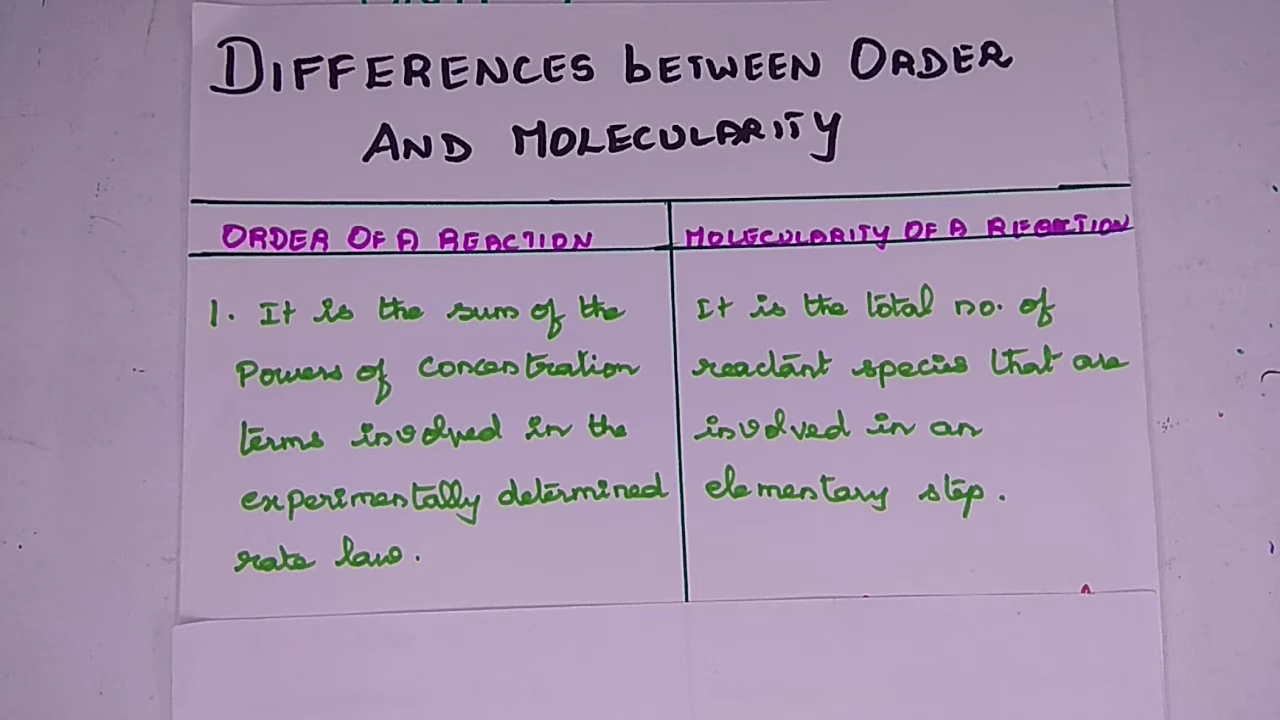 DIFFERENCES bETWEEN ORDER
AND MOLECULARITY
ORDER OF A REACTION
MOLECULARITY OF A REACTION
1. It is the sum of the
Powers of Concentration
terms involved in the
experimentally determined
rate law.
It is the total no. of
reactant species that are
involved in an
elementary step.